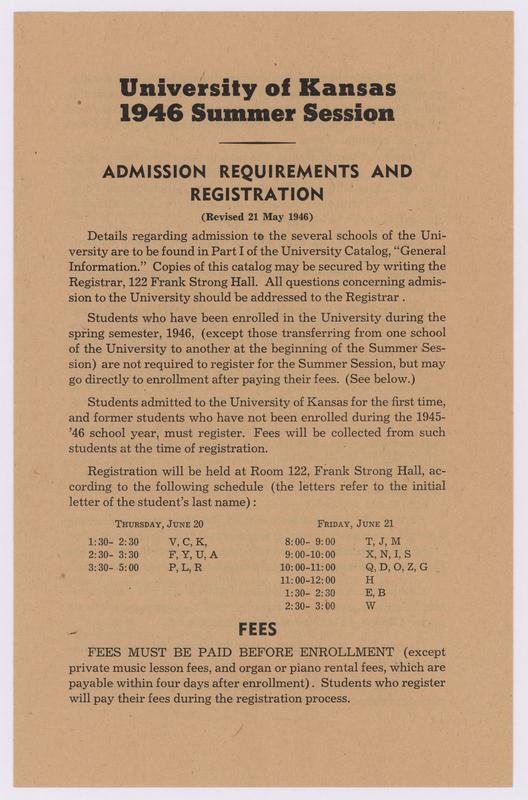 University of Kansas
1946 Summer Session
ADMISSION REQUIREMENTS AND
REGISTRATION
(Revised 21 May 1946)
Details regarding admission to the several schools of the Uni-
versity are to be found in Part I of the University Catalog, "General
Information." Copies of this catalog may be secured by writing the
Registrar, 122 Frank Strong Hall. All questions concerning admis-
sion to the University should be addressed to the Registrar .
Students who have been enrolled in the University during the
spring semester, 1946, (except those transferring from one school
of the University to another at the beginning of the Summer Ses-
sion) are not required to register for the Summer Session, but may
go directly to enrollment after paying their fees. (See below.)
Students admitted to the University of Kansas for the first time,
and former students who have not been enrolled during the 1945-
'46 school year, must register. Fees will be collected from such
students at the time of registration.
Registration will be held at Room 122, Frank Strong Hall, ac-
cording to the following schedule (the letters refer to the initial
letter of the student's last name) :
THURSDAY, JUNE 20
1:30- 2:30 V, C, K,
2:30- 3:30 F, Y, U, A
3:30- 5:00 P, L, R
FRIDAY, JUNE 21
8:00- 9:00 T, J, M
9:00-10:00 X, N, I, S
10:00-11:00 Q, D, O, Z, G
11:00-12:00 H
1:30- 2:30 E, B
2:30- 3:00 W
FEES
FEES MUST BE PAID BEFORE ENROLLMENT (except
private music lesson fees, and organ or piano rental fees, which are
payable within four days after enrollment). Students who register
will pay their fees during the registration process.